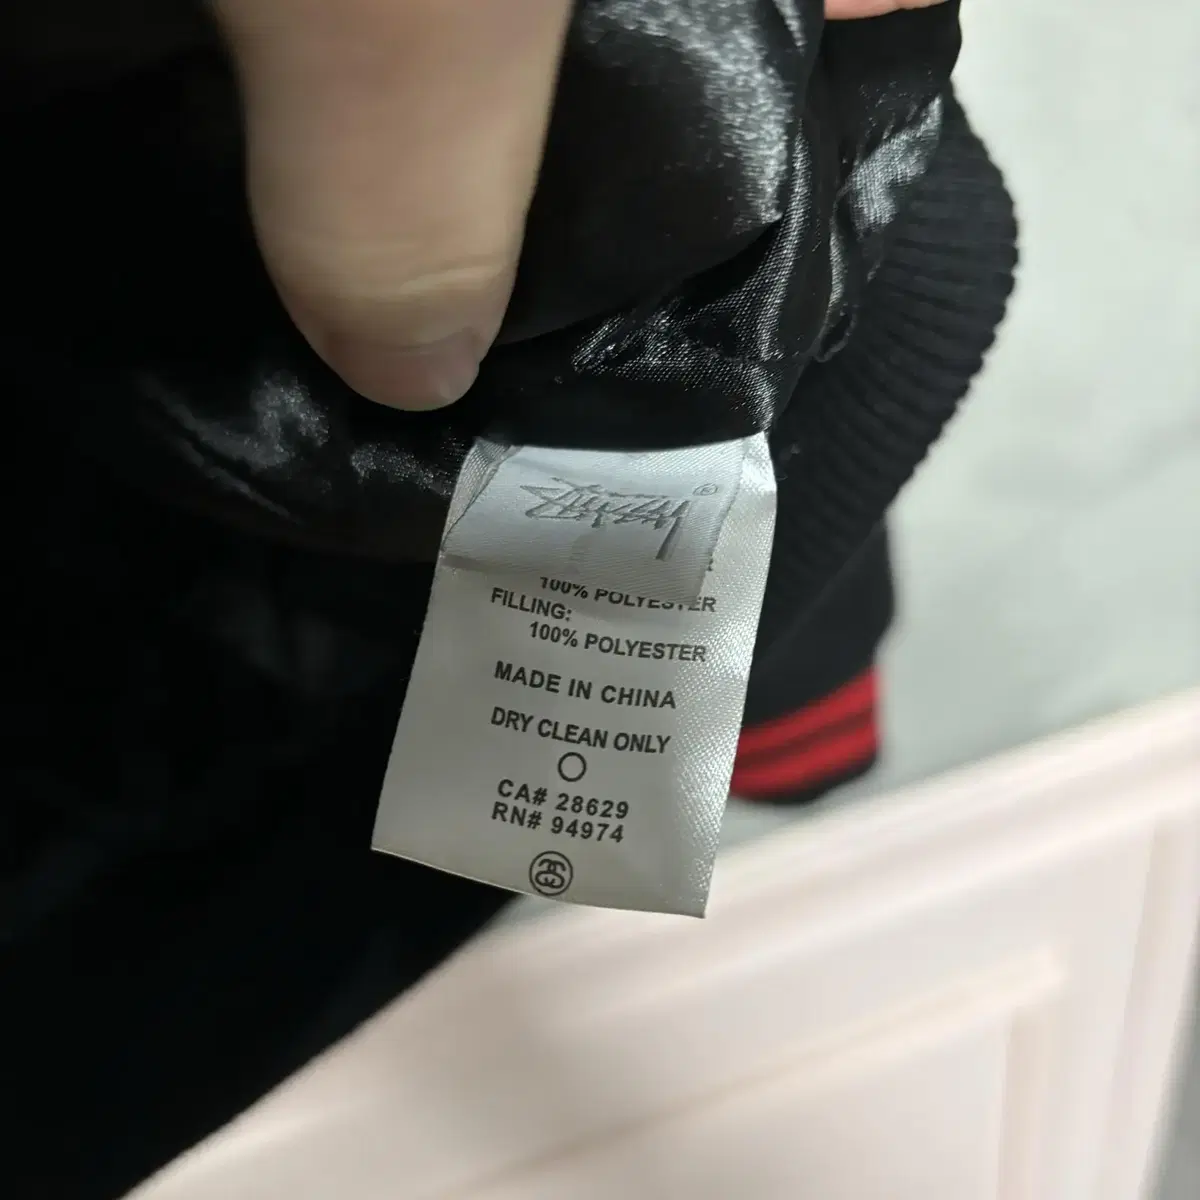 Stüssy ©
100% POLYESTER
FILLING:
100% POLYESTER
MADE IN CHINA
DRY CLEAN ONLY
CA# 28629
RN# 94974